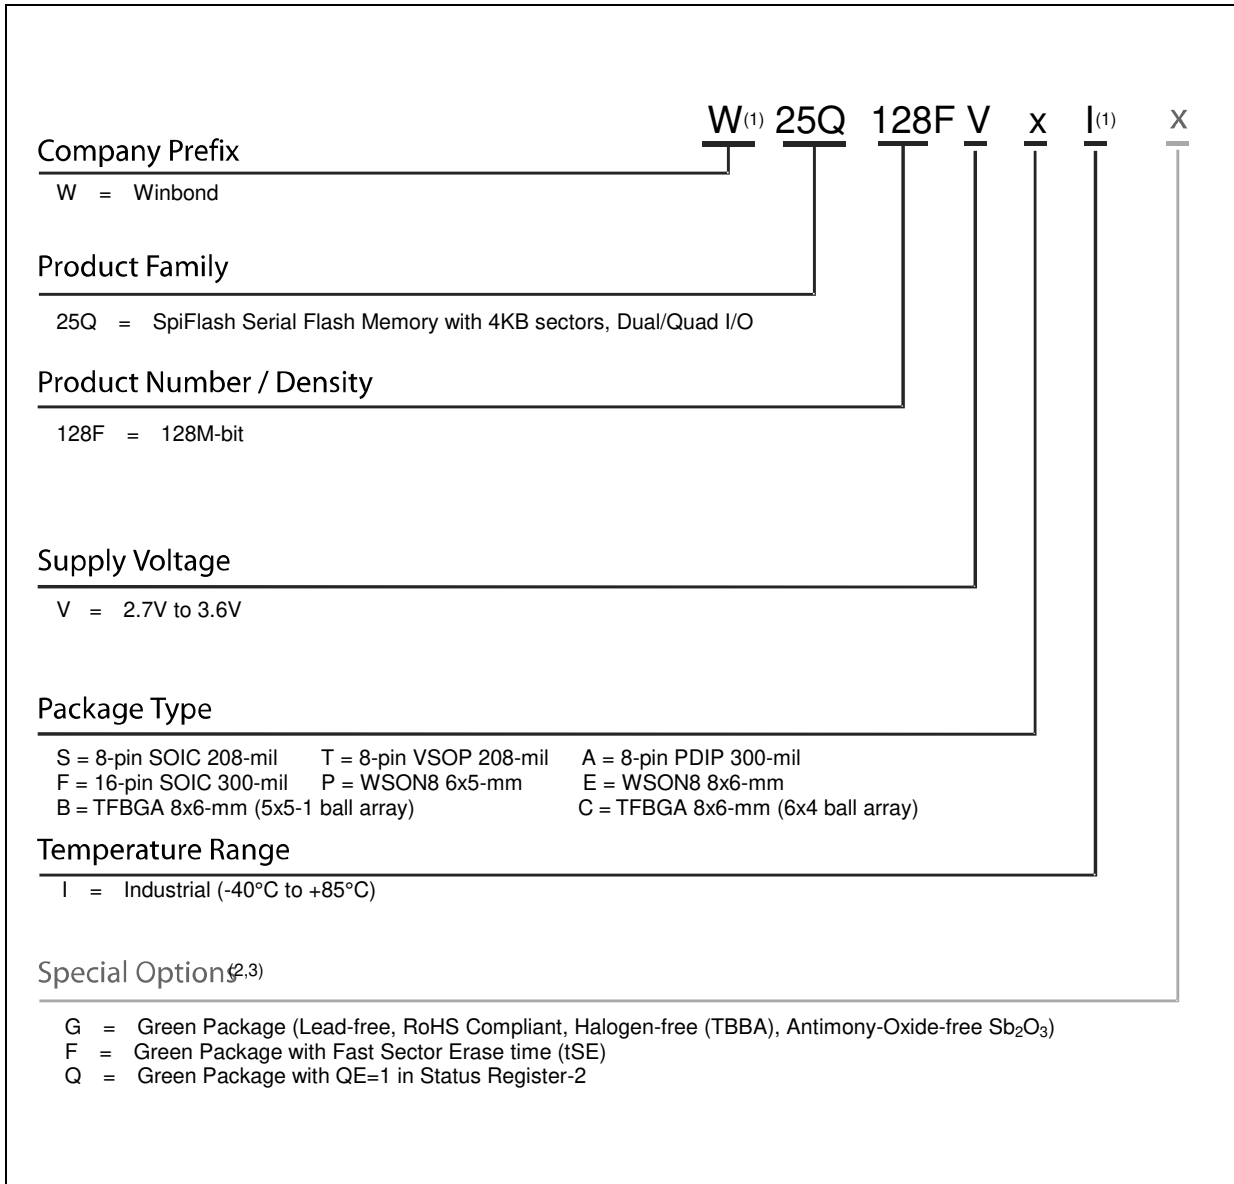 W(1) 25Q 128F V x I(1) x
Company Prefix
W = Winbond
Product Family
25Q = SpiFlash Serial Flash Memory with 4KB sectors, Dual/Quad I/O
Product Number / Density
128F = 128M-bit
Supply Voltage
V = 2.7V to 3.6V
Package Type
S = 8-pin SOIC 208-mil T = 8-pin VSOP 208-mil A = 8-pin PDIP 300-mil
F = 16-pin SOIC 300-mil P = WSON8 6x5-mm E = WSON8 8x6-mm
B = TFBGA 8x6-mm (5x5-1 ball array) C = TFBGA 8x6-mm (6x4 ball array)
Temperature Range
I = Industrial (-40°C to +85°C)
Special Options(2,3)
G = Green Package (Lead-free, RoHS Compliant, Halogen-free (TBBA), Antimony-Oxide-free Sb₂O₃)
F = Green Package with Fast Sector Erase time (tSE)
Q = Green Package with QE=1 in Status Register-2